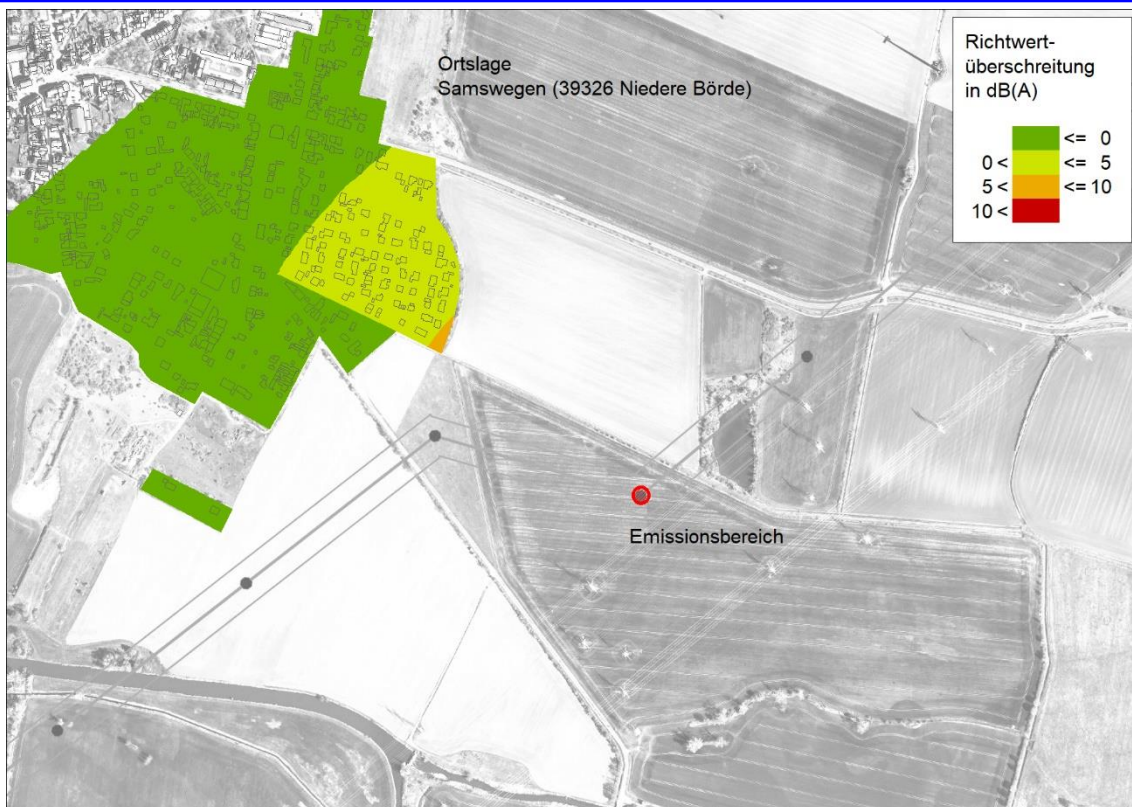 Ortslage
Samswegen (39326 Niedere Börde)
Richtwert-
überschreitung
in dB(A)
<= 0
0 < <= 5
5 < <= 10
10 <
Emissionsbereich